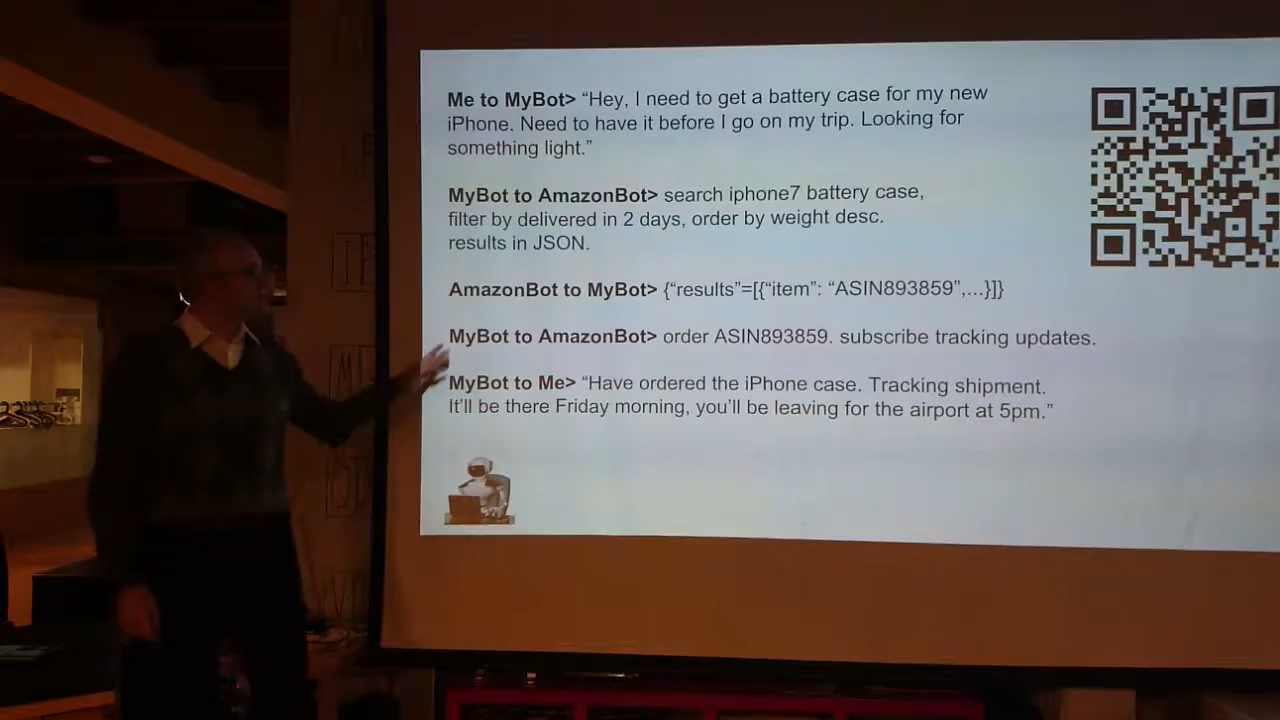 Me to MyBot> “Hey, I need to get a battery case for my new
iPhone. Need to have it before I go on my trip. Looking for
something light.”
MyBot to AmazonBot> search iphone7 battery case,
filter by delivered in 2 days, order by weight desc.
results in JSON.
AmazonBot to MyBot> {“results”=[{“item”: “ASIN893859”,...}]}
MyBot to AmazonBot> order ASIN893859. subscribe tracking updates.
MyBot to Me> “Have ordered the iPhone case. Tracking shipment.
It’ll be there Friday morning, you’ll be leaving for the airport at 5pm.”